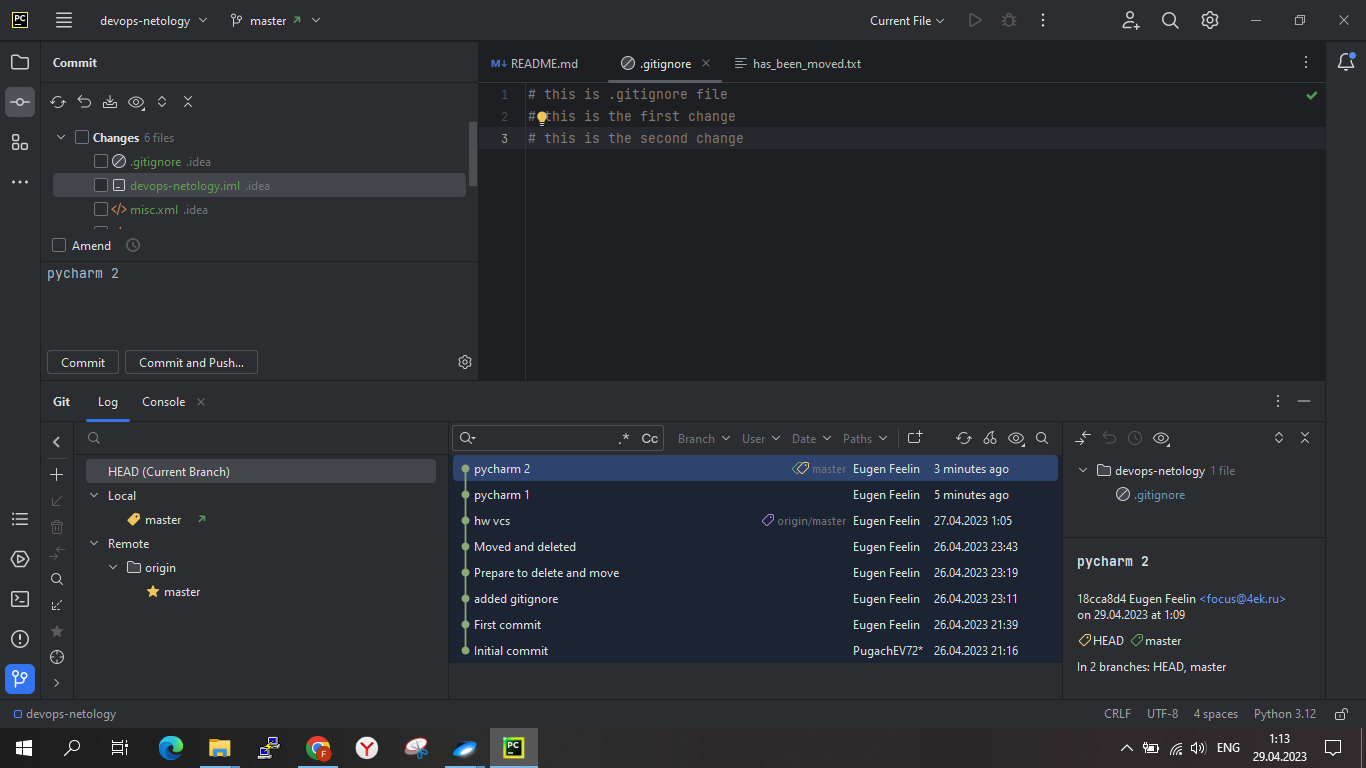 PC devops-netology master Current File
Commit
Changes 6 files
.gitignore .idea
devops-netology.iml .idea
misc.xml .idea
Amend
pycharm 2
Commit Commit and Push...
M↓ README.md .gitignore has_been_moved.txt
1 # this is .gitignore file
2 # this is the first change
3 # this is the second change
Git Log Console
HEAD (Current Branch)
Local
master
Remote
origin
master
.* Cc Branch User Date Paths
pycharm 2 master Eugen Feelin 3 minutes ago
pycharm 1 Eugen Feelin 5 minutes ago
hw vcs origin/master Eugen Feelin 27.04.2023 1:05
Moved and deleted Eugen Feelin 26.04.2023 23:43
Prepare to delete and move Eugen Feelin 26.04.2023 23:19
added gitignore Eugen Feelin 26.04.2023 23:11
First commit Eugen Feelin 26.04.2023 21:39
Initial commit PugachEV72* 26.04.2023 21:16
devops-netology 1 file
.gitignore
pycharm 2
18cca8d4 Eugen Feelin <focus@4ek.ru>
on 29.04.2023 at 1:09
HEAD master
In 2 branches: HEAD, master
devops-netology CRLF UTF-8 4 spaces Python 3.12
F Y PC ENG 1:13
29.04.2023